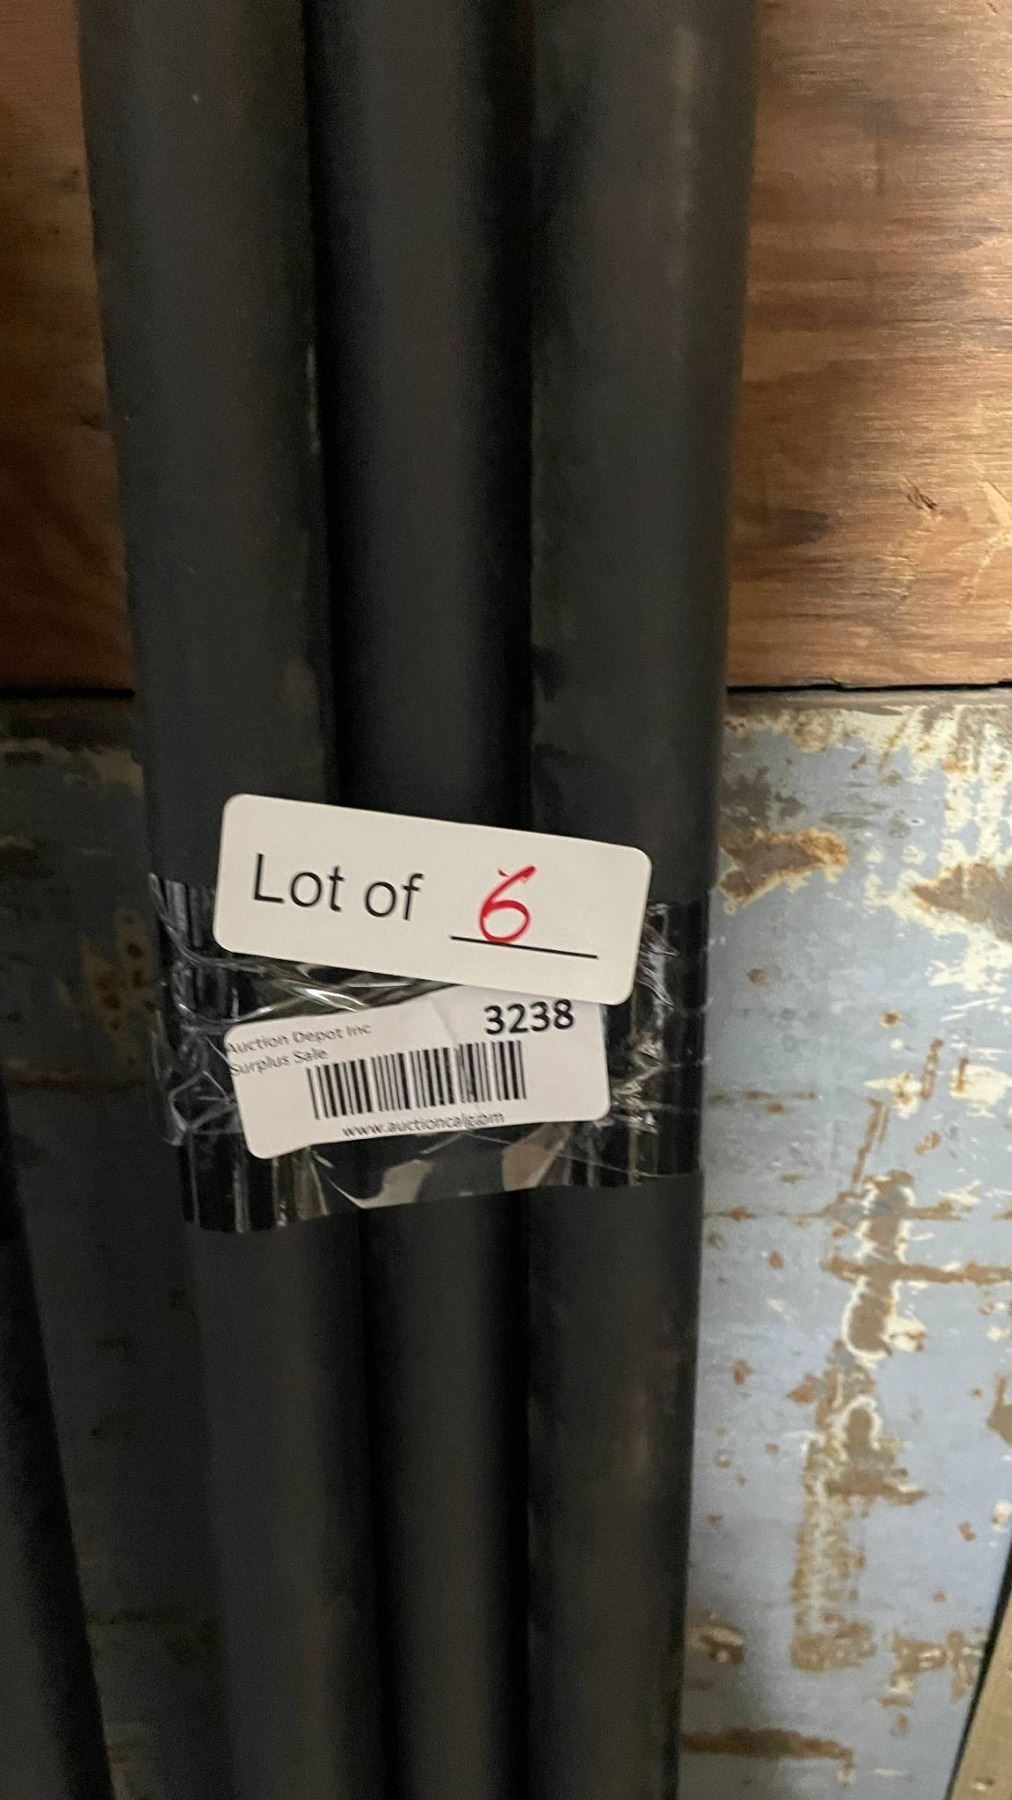 Lot of 6
3238
Auction Depot Inc
Surplus Sale